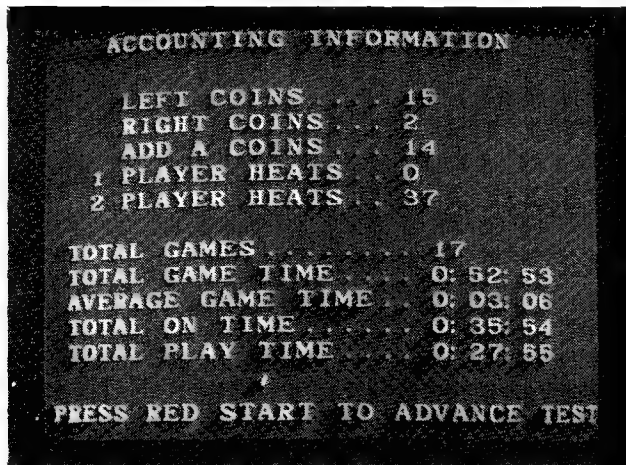 ACCOUNTING INFORMATION
LEFT COINS.... 15
RIGHT COINS... 2
ADD A COINS... 14
1 PLAYER HEATS.. 0
2 PLAYER HEATS.. 37
TOTAL GAMES........ 17
TOTAL GAME TIME.... 0:52:53
AVERAGE GAME TIME.. 0:03:06
TOTAL ON TIME...... 0:35:54
TOTAL PLAY TIME.... 0:27:55
PRESS RED START TO ADVANCE TEST